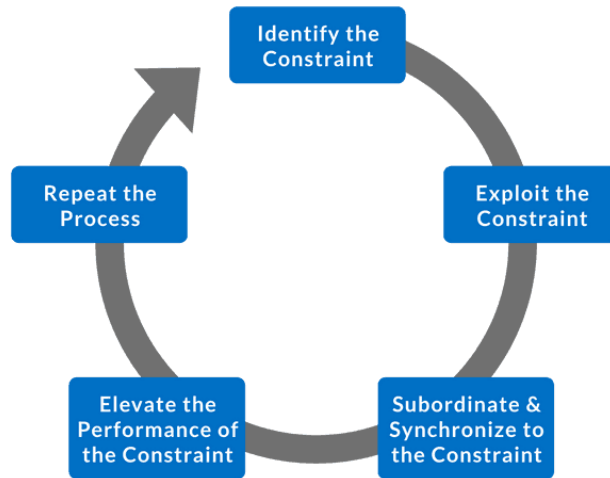 Identify the
Constraint
Exploit the
Constraint
Subordinate &
Synchronize to
the Constraint
Elevate the
Performance of
the Constraint
Repeat the
Process